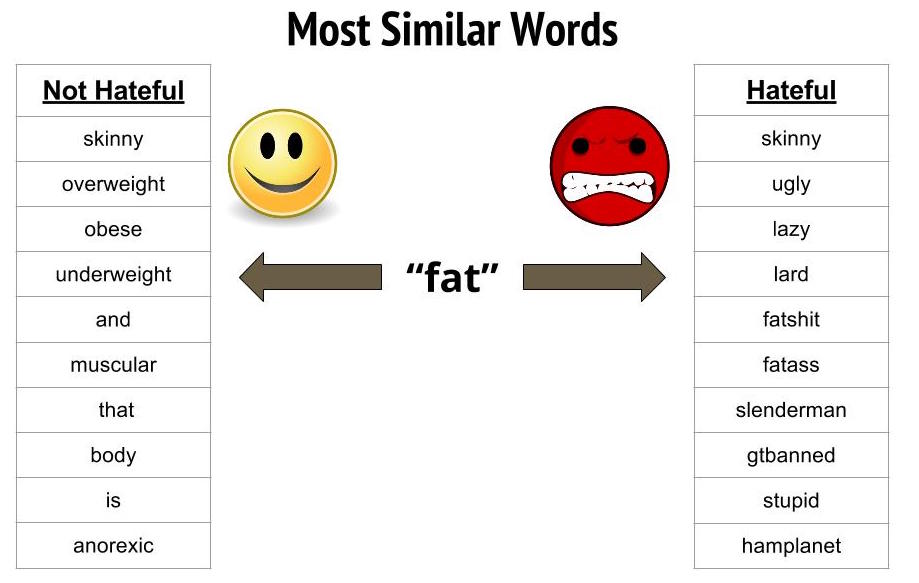 Most Similar Words
Not Hateful
skinny
overweight
obese
underweight
and
muscular
that
body
is
anorexic
“fat”
Hateful
skinny
ugly
lazy
lard
fatshit
fatass
slenderman
gtbanned
stupid
hamplanet